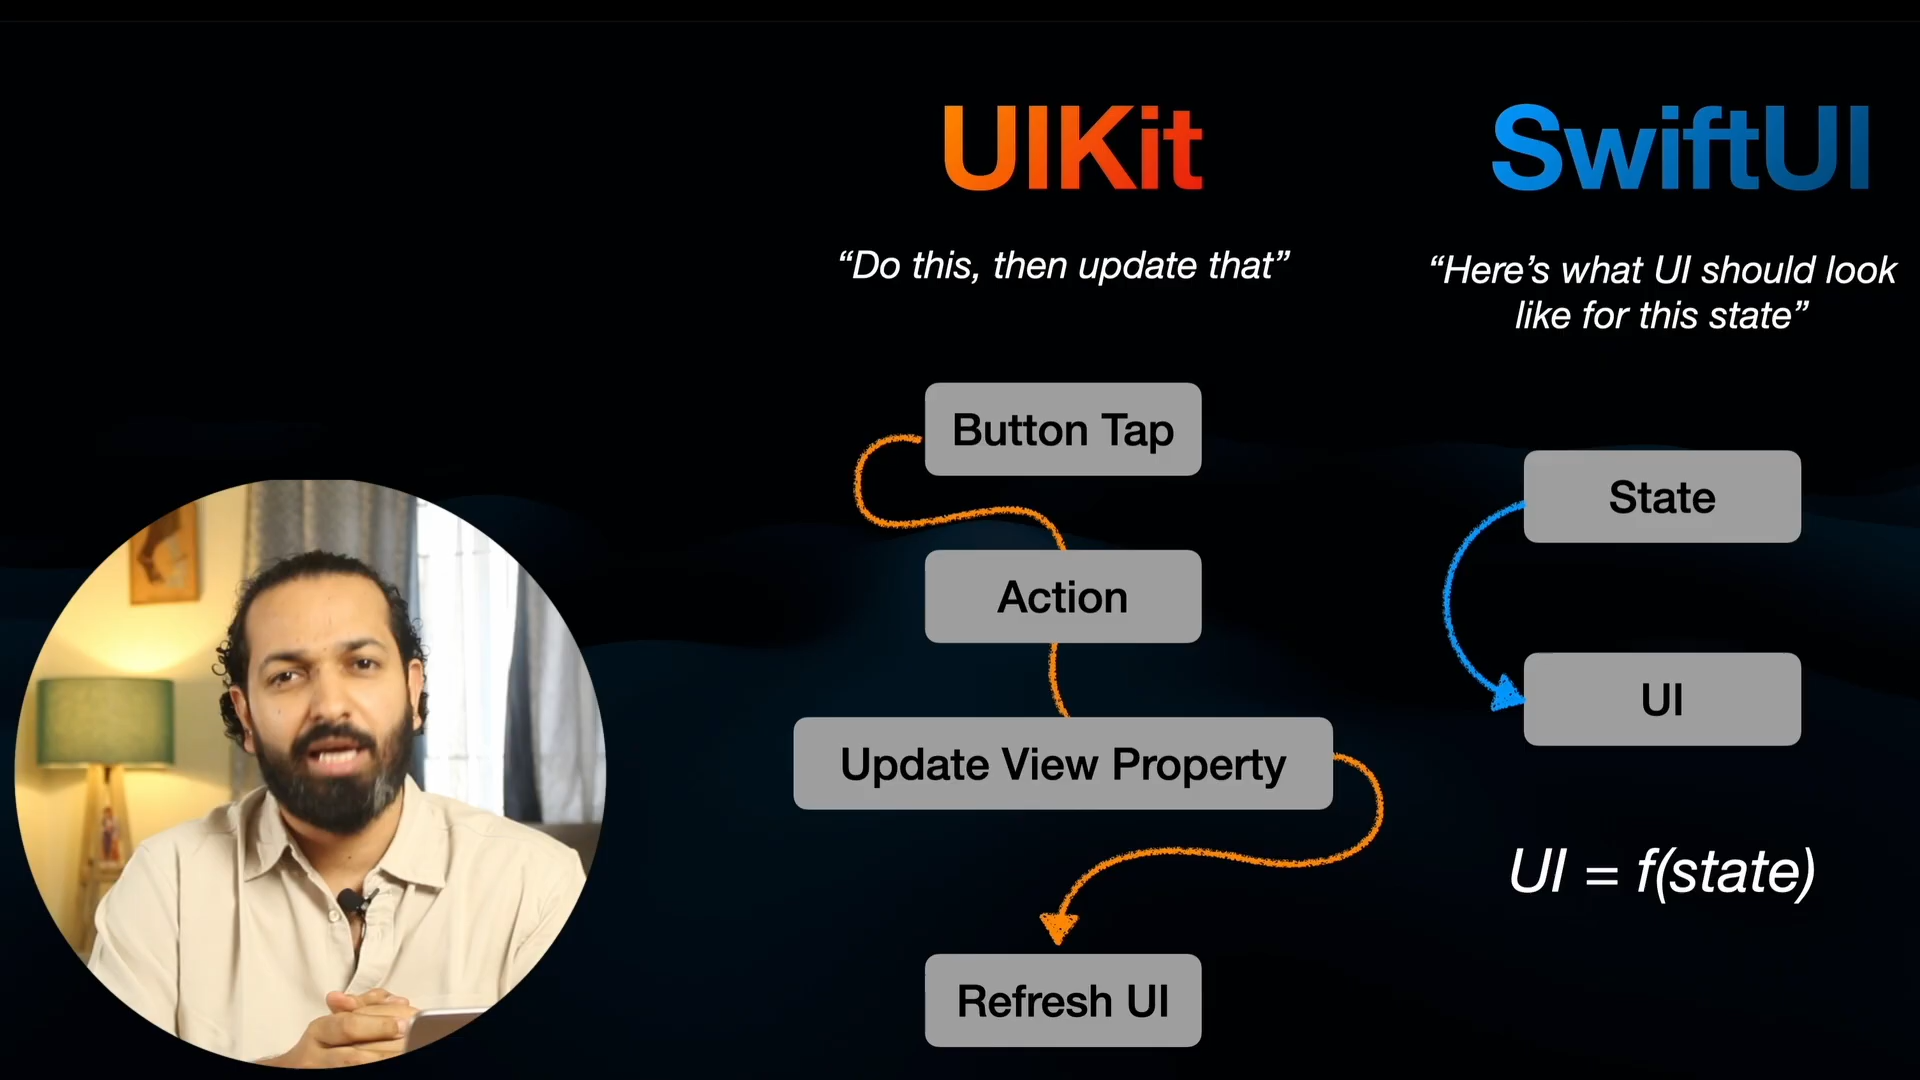 UIKit
“Do this, then update that”
Button Tap
Action
Update View Property
Refresh UI
SwiftUI
“Here’s what UI should look
like for this state”
State
UI
UI = f(state)